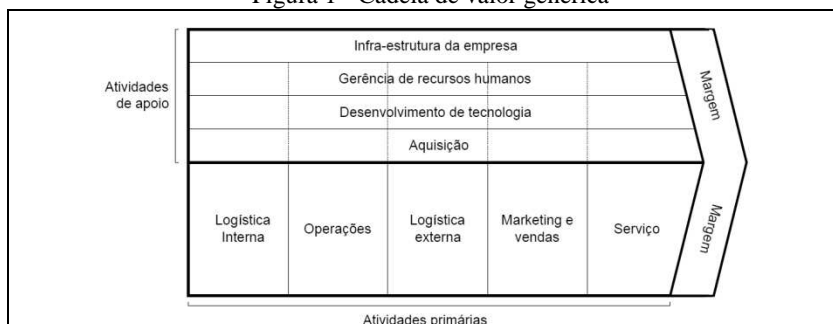 Figura 1 - Cadeia de valor genérica
Infra-estrutura da empresa
Gerência de recursos humanos
Atividades
de apoio
Desenvolvimento de tecnologia
Aquisição
Margem
Logística
Interna
Operações
Logística
externa
Marketing e
vendas
Serviço
Margem
Atividades primárias